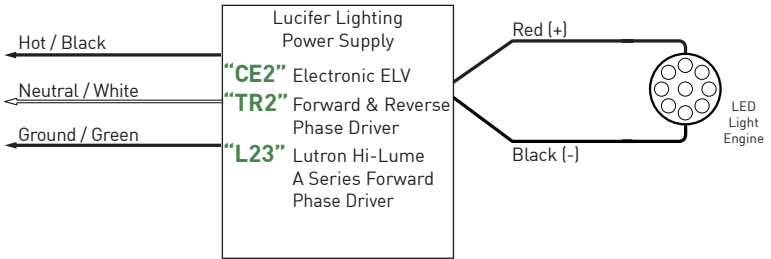 Lucifer Lighting
Power Supply
Hot / Black
Neutral / White
Ground / Green
“CE2” Electronic ELV
“TR2” Forward & Reverse
Phase Driver
“L23” Lutron Hi-Lume
A Series Forward
Phase Driver
Red (+)
Black (-)
LED
Light
Engine